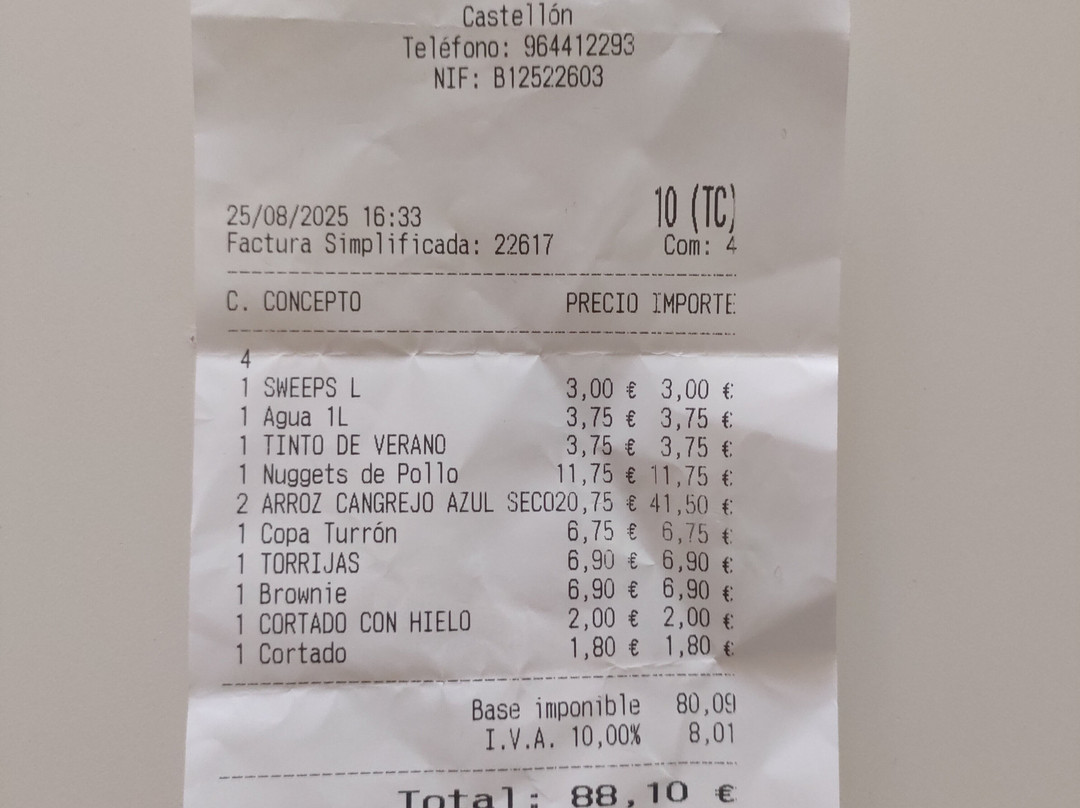 Castellón
Teléfono: 964412293
NIF: B12522603
10 (TC)
25/08/2025 16:33
Factura Simplificada: 22617 Com: 4
C. CONCEPTO PRECIO IMPORTE
4
1 SWEEPS L 3,00 € 3,00 €
1 Agua 1L 3,75 € 3,75 €
1 TINTO DE VERANO 3,75 € 3,75 €
1 Nuggets de Pollo 11,75 € 11,75 €
2 ARROZ CANGREJO AZUL SECO20,75 € 41,50 €
1 Copa Turrón 6,75 € 6,75 €
1 TORRIJAS 6,90 € 6,90 €
1 Brownie 6,90 € 6,90 €
1 CORTADO CON HIELO 2,00 € 2,00 €
1 Cortado 1,80 € 1,80 €
Base imponible 80,09
I.V.A. 10,00% 8,01
Total: 88,10 €